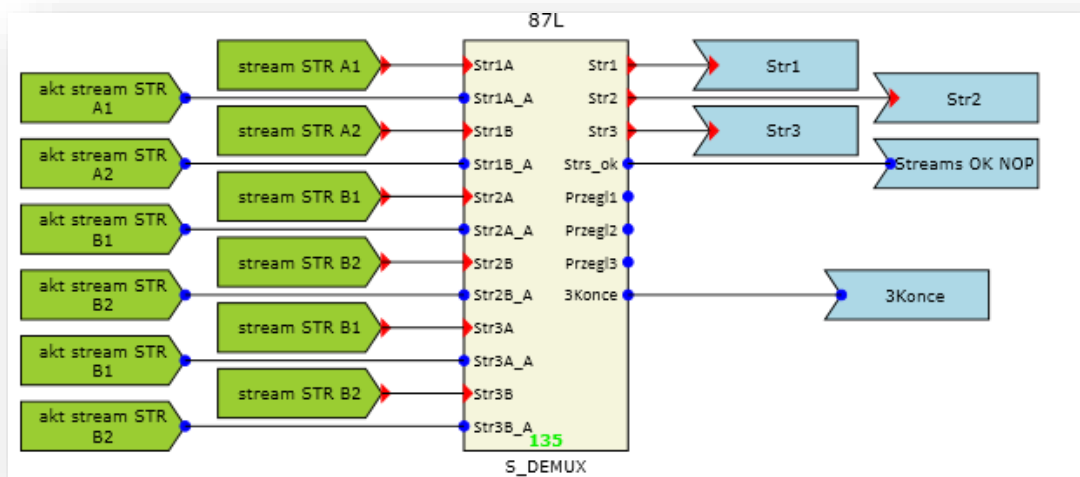 87L
stream STR A1
Str1A
Str1
Str1
akt stream STR
A1
Str1A_A
Str2
Str2
stream STR A2
Str1B
Str3
Str3
akt stream STR
A2
Str1B_A
Strs_ok
Streams OK NOP
stream STR B1
Str2A
Przegl1
akt stream STR
B1
Str2A_A
Przegl2
stream STR B2
Str2B
Przegl3
akt stream STR
B2
Str2B_A
3Konce
3Konce
stream STR B1
Str3A
akt stream STR
B1
Str3A_A
stream STR B2
Str3B
akt stream STR
B2
Str3B_A
135
S_DEMUX